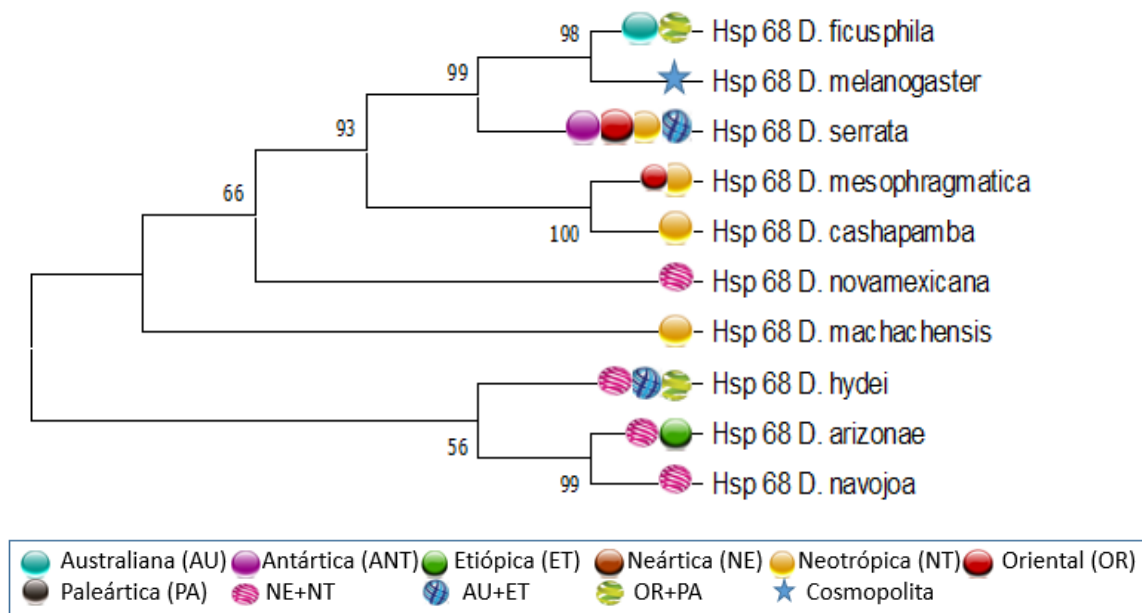 98
Hsp 68 D. ficusphila
99
Hsp 68 D. melanogaster
93
Hsp 68 D. serrata
66
Hsp 68 D. mesophragmatica
100
Hsp 68 D. cashapamba
Hsp 68 D. novamexicana
Hsp 68 D. machachensis
Hsp 68 D. hydei
56
Hsp 68 D. arizonae
99
Hsp 68 D. navojoa
Australiana (AU) Antártica (ANT) Etiópica (ET) Neártica (NE) Neotrópica (NT) Oriental (OR)
Paleártica (PA) NE+NT AU+ET OR+PA Cosmopolita